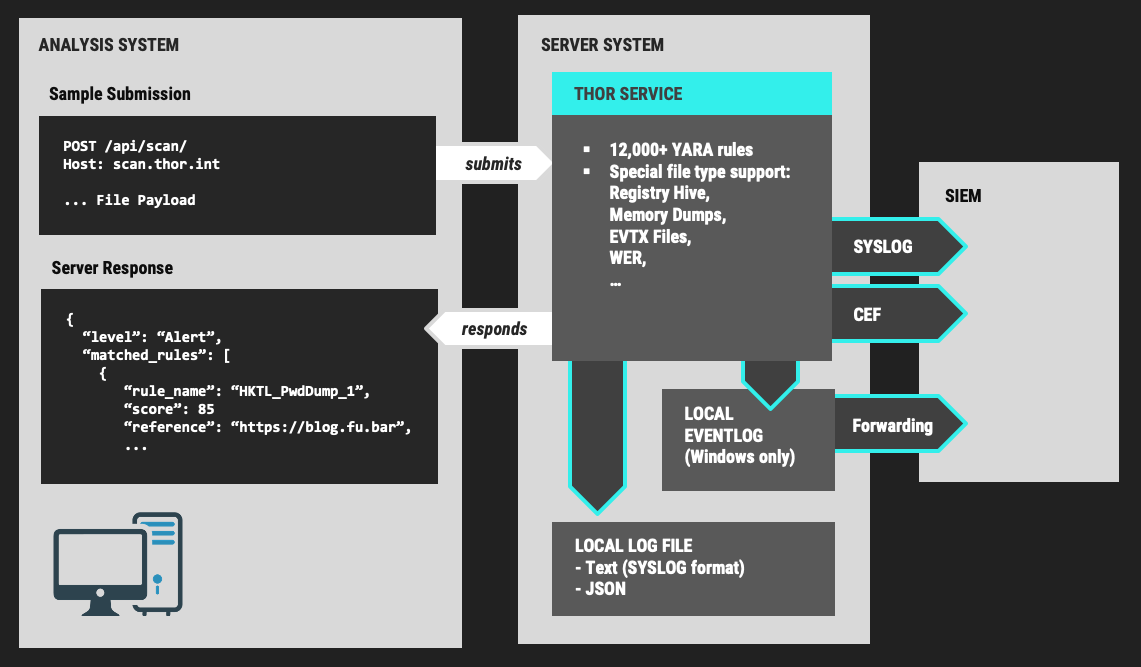 ANALYSIS SYSTEM
Sample Submission
POST /api/scan/
Host: scan.thor.int
... File Payload
submits
Server Response
{
“level”: “Alert”,
“matched_rules”: [
{
“rule_name”: “HKTL_PwdDump_1”,
“score”: 85
“reference”: “https://blog.fu.bar”,
...
responds
SERVER SYSTEM
THOR SERVICE
▪ 12,000+ YARA rules
▪ Special file type support:
Registry Hive,
Memory Dumps,
EVTX Files,
WER,
...
LOCAL
EVENTLOG
(Windows only)
LOCAL LOG FILE
- Text (SYSLOG format)
- JSON
SIEM
SYSLOG
CEF
Forwarding